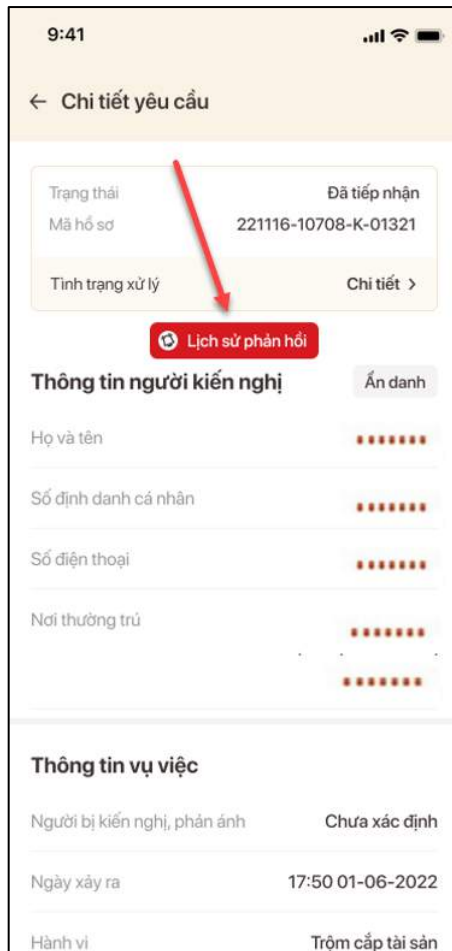 9:41
← Chi tiết yêu cầu
Trạng thái Đã tiếp nhận
Mã hồ sơ 221116-10708-K-01321
Tình trạng xử lý Chi tiết >
Lịch sử phản hồi
Thông tin người kiến nghị Ẩn danh
Họ và tên
Số định danh cá nhân
Số điện thoại
Nơi thường trú
Thông tin vụ việc
Người bị kiến nghị, phản ánh Chưa xác định
Ngày xảy ra 17:50 01-06-2022
Hành vi Trộm cắp tài sản